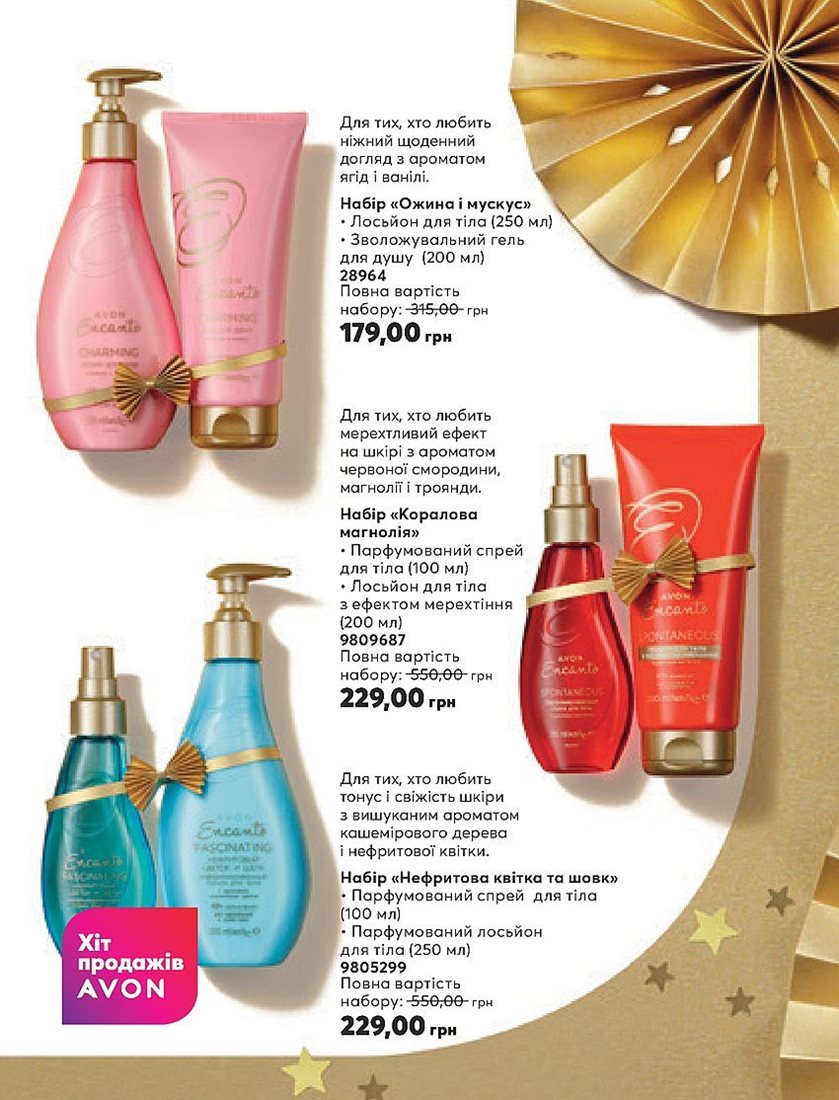 Для тих, хто любить
ніжний щоденний
догляд з ароматом
ягід і ванілі.
Набір «Ожина і мускус»
• Лосьйон для тіла (250 мл)
• Зволожувальний гель
для душу (200 мл)
28964
Повна вартість
набору: 315,00 грн
179,00 грн
AVON
Encanto
CHARMING
AVON
Encanto
CHARMING
Для тих, хто любить
мерехтливий ефект
на шкірі з ароматом
червоної смородини,
магнолії і троянди.
Набір «Коралова
магнолія»
• Парфумований спрей
для тіла (100 мл)
• Лосьйон для тіла
з ефектом мерехтіння
(200 мл)
9809687
Повна вартість
набору: 550,00 грн
229,00 грн
AVON
Encanto
SPONTANEOUS
AVON
Encanto
SPONTANEOUS
Для тих, хто любить
тонус і свіжість шкіри
з вишуканим ароматом
кашемірового дерева
і нефритової квітки.
Набір «Нефритова квітка та шовк»
• Парфумований спрей для тіла
(100 мл)
• Парфумований лосьйон
для тіла (250 мл)
9805299
Повна вартість
набору: 550,00 грн
229,00 грн
Encanto
FASCINATING
AVON
Encanto
FASCINATING
Хіт
продажів
AVON